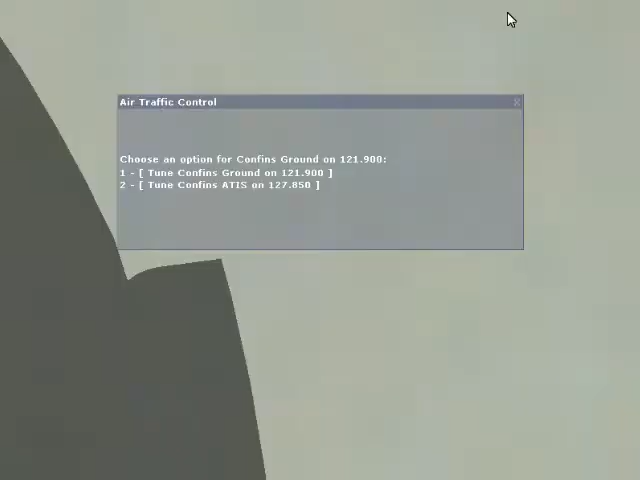 Air Traffic Control
Choose an option for Confins Ground on 121.900:
1 - [ Tune Confins Ground on 121.900 ]
2 - [ Tune Confins ATIS on 127.850 ]